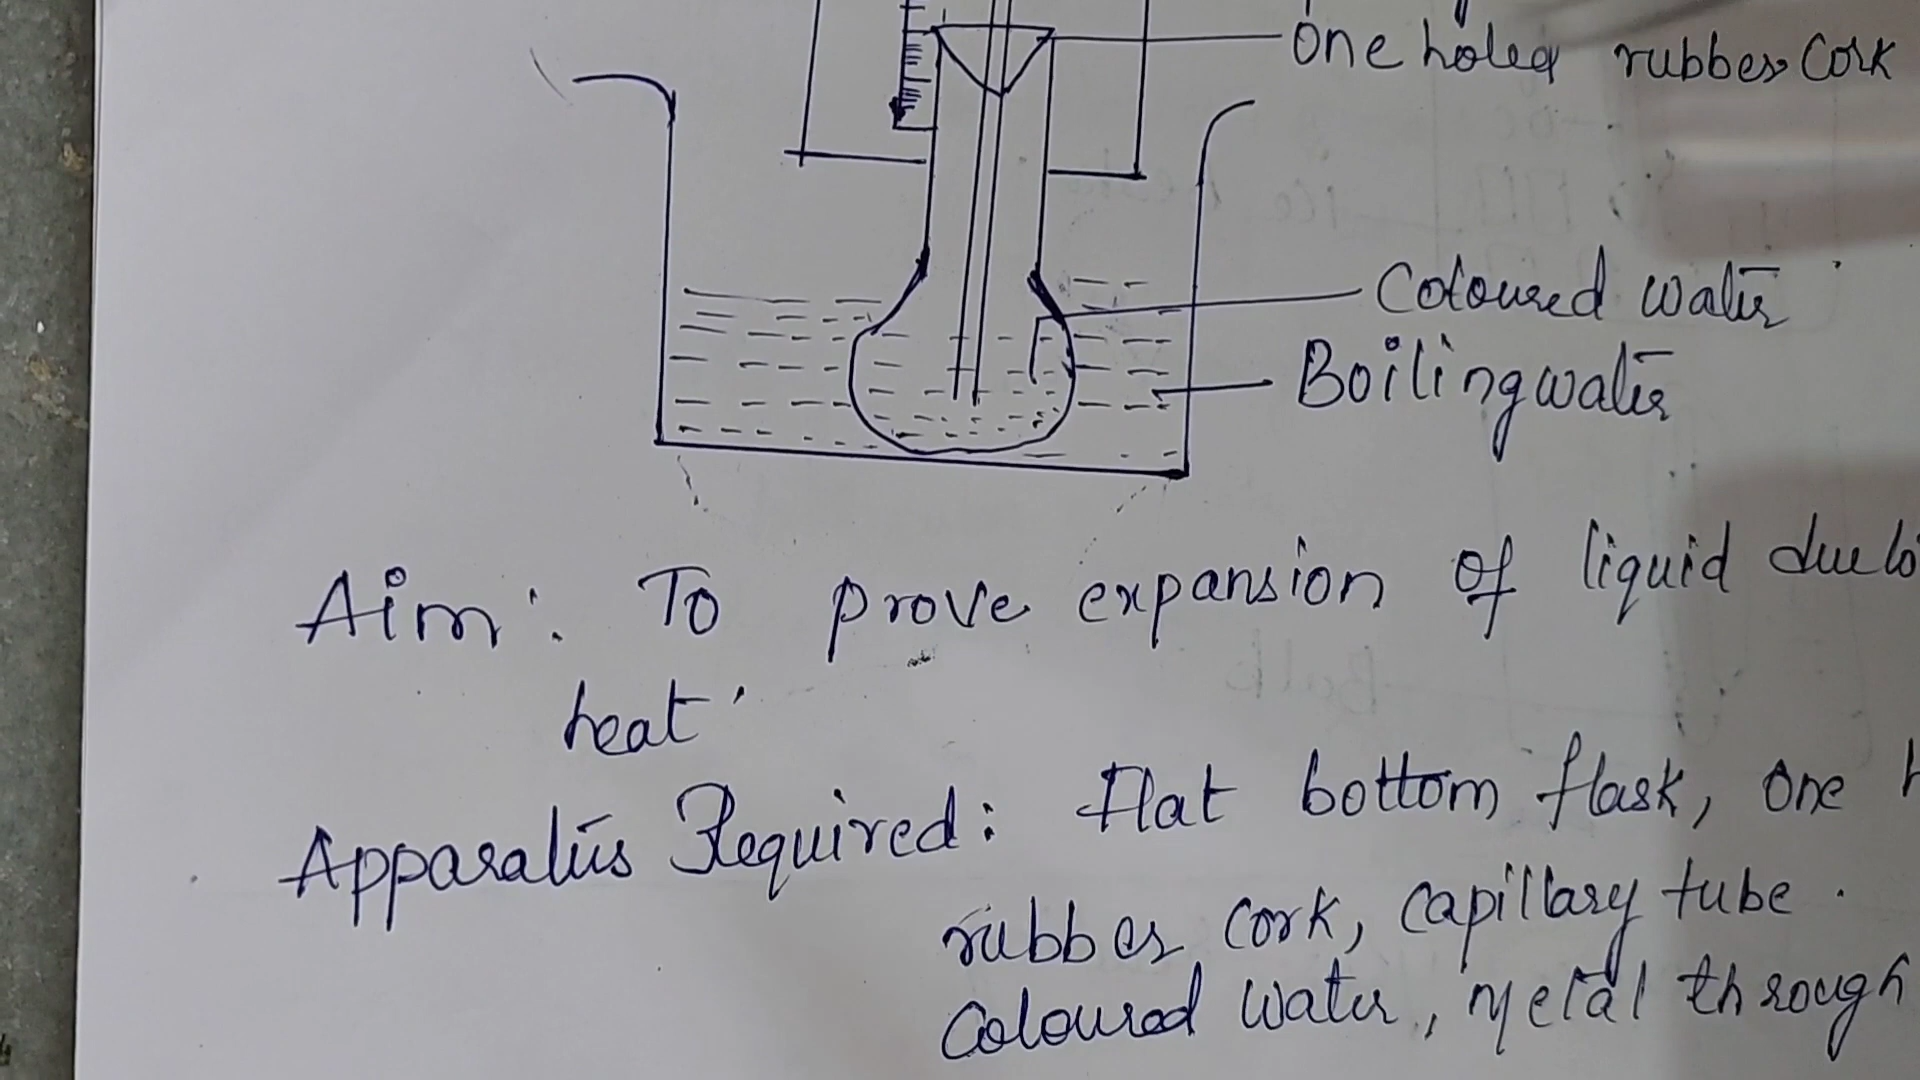 One holed rubber Cork
Coloured water
Boiling water
Aim: To prove expansion of liquid due to
heat.
Apparatus Required: Flat bottom flask, one
rubber cork, capillary tube.
Coloured water, Metal through